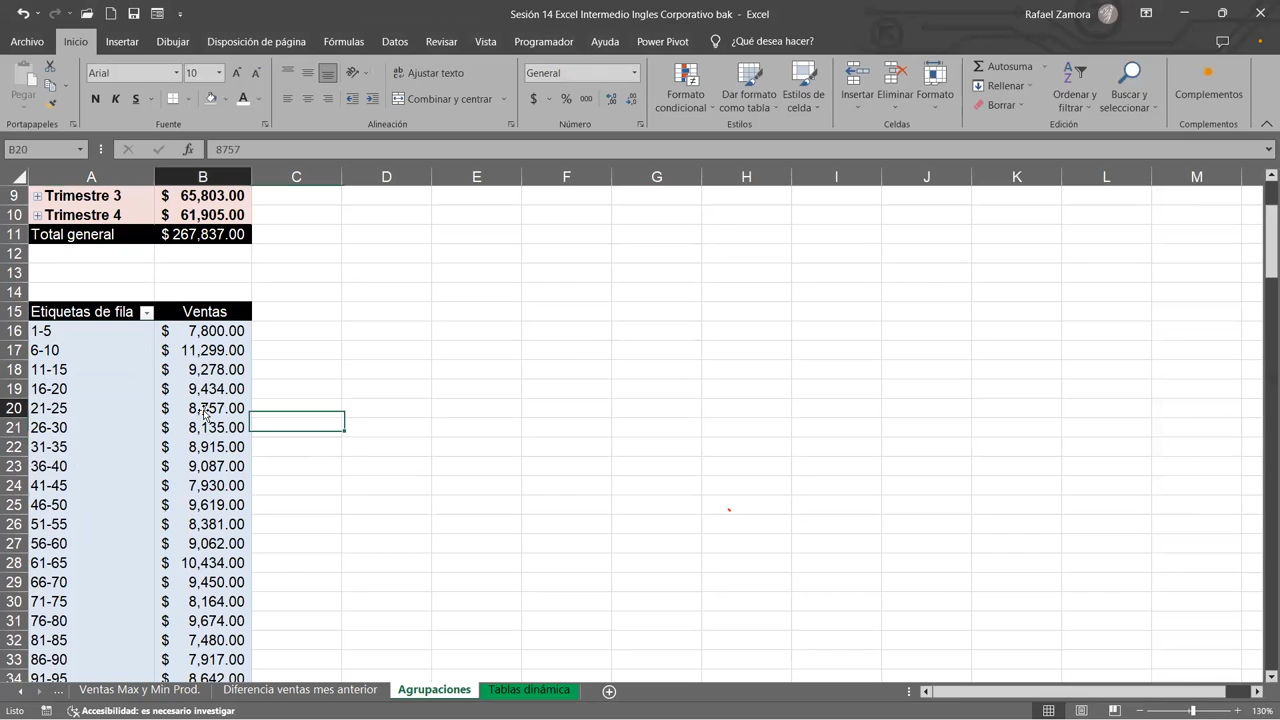 Sesión 14 Excel Intermedio Ingles Corporativo bak - Excel
Rafael Zamora
Archivo Inicio Insertar Dibujar Disposición de página Fórmulas Datos Revisar Vista Programador Ayuda Power Pivot ¿Qué desea hacer?
Pegar
Arial 10
N K S
Ajustar texto
Combinar y centrar
General
$ % 000
Formato condicional
Dar formato como tabla
Estilos de celda
Insertar Eliminar Formato
Autosuma
Rellenar
Borrar
Ordenar y filtrar
Buscar y seleccionar
Complementos
Portapapeles Fuente Alineación Número Estilos Celdas Edición Complementos
B20 fx 8757
A B C D E F G H I J K L M
9 Trimestre 3 $ 65,803.00
10 Trimestre 4 $ 61,905.00
11 Total general $ 267,837.00
12
13
14
15 Etiquetas de fila Ventas
16 1-5 $ 7,800.00
17 6-10 $ 11,299.00
18 11-15 $ 9,278.00
19 16-20 $ 9,434.00
20 21-25 $ 8,757.00
21 26-30 $ 8,135.00
22 31-35 $ 8,915.00
23 36-40 $ 9,087.00
24 41-45 $ 7,930.00
25 46-50 $ 9,619.00
26 51-55 $ 8,381.00
27 56-60 $ 9,062.00
28 61-65 $ 10,434.00
29 66-70 $ 9,450.00
30 71-75 $ 8,164.00
31 76-80 $ 9,674.00
32 81-85 $ 7,480.00
33 86-90 $ 7,917.00
34 91-95 $ 8,642.00
... Ventas Max y Min Prod. Diferencia ventas mes anterior Agrupaciones Tablas dinámica
Listo Accesibilidad: es necesario investigar 130%